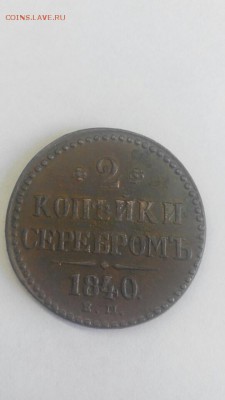 COINS.LAVE.RU
2
КОПѢЙКИ
СЕРЕБРОМЪ
1840.
Е.М.